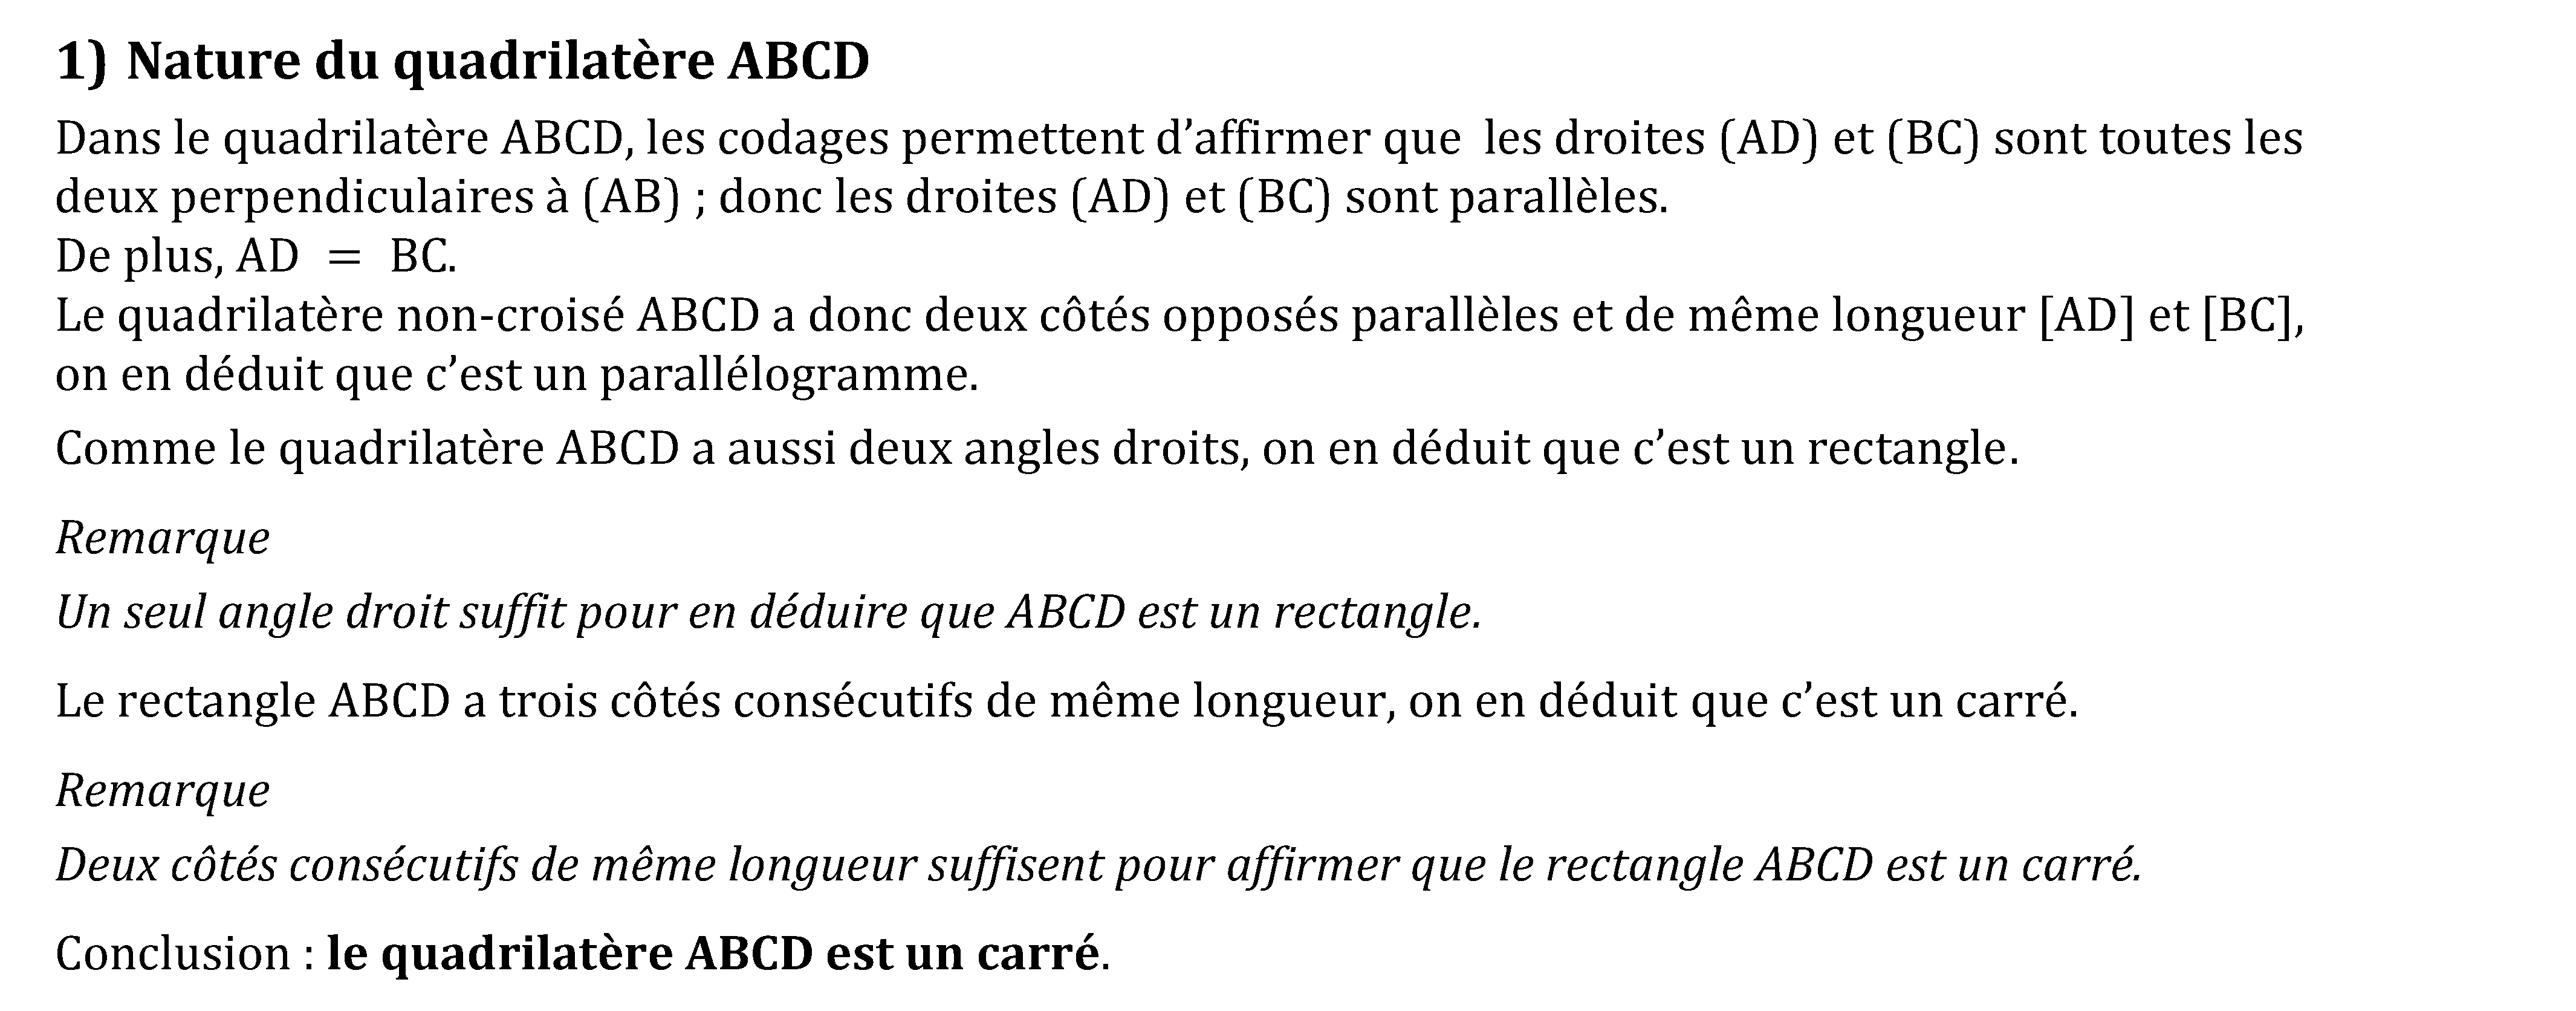 1) Nature du quadrilatère ABCD
Dans le quadrilatère ABCD, les codages permettent d’affirmer que les droites (AD) et (BC) sont toutes les
deux perpendiculaires à (AB) ; donc les droites (AD) et (BC) sont parallèles.
De plus, AD = BC.
Le quadrilatère non-croisé ABCD a donc deux côtés opposés parallèles et de même longueur [AD] et [BC],
on en déduit que c’est un parallélogramme.
Comme le quadrilatère ABCD a aussi deux angles droits, on en déduit que c’est un rectangle.
Remarque
Un seul angle droit suffit pour en déduire que ABCD est un rectangle.
Le rectangle ABCD a trois côtés consécutifs de même longueur, on en déduit que c’est un carré.
Remarque
Deux côtés consécutifs de même longueur suffisent pour affirmer que le rectangle ABCD est un carré.
Conclusion : le quadrilatère ABCD est un carré.